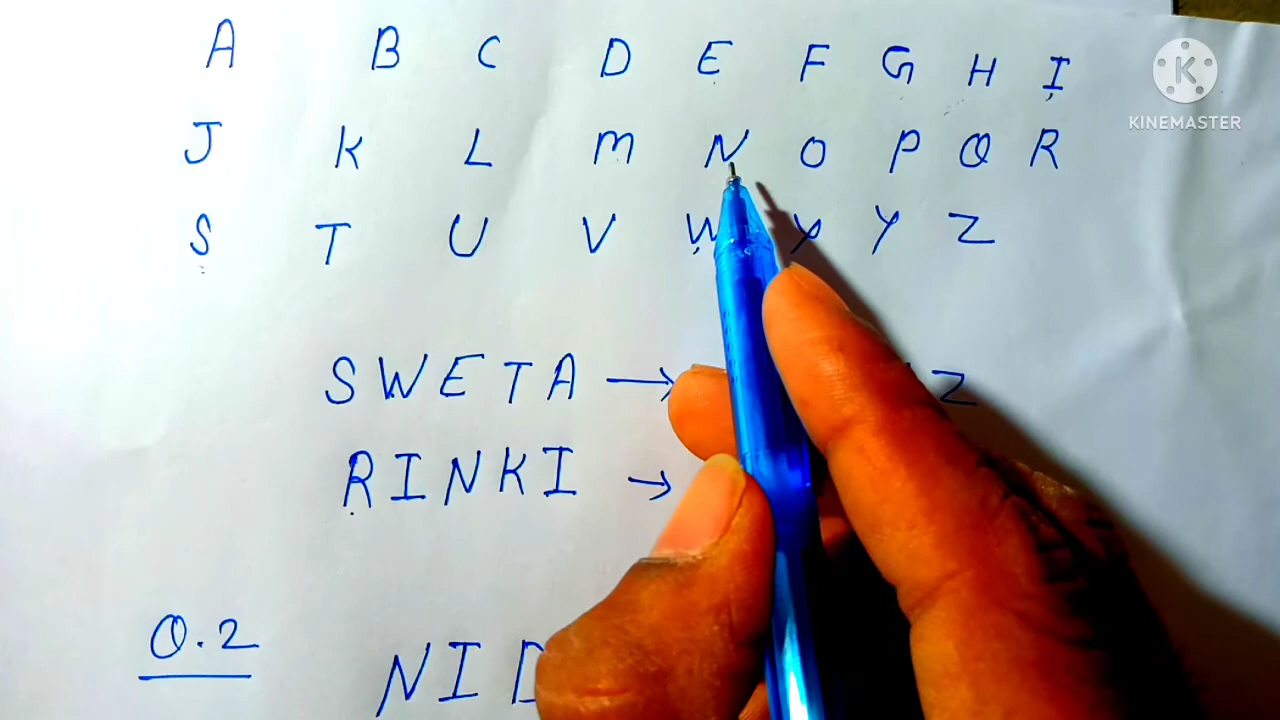 A B C D E F G H I
J K L M N O P Q R
S T U V W X Y Z
SWETA → Z
RINKI →
Q.2 NID
KINEMASTER